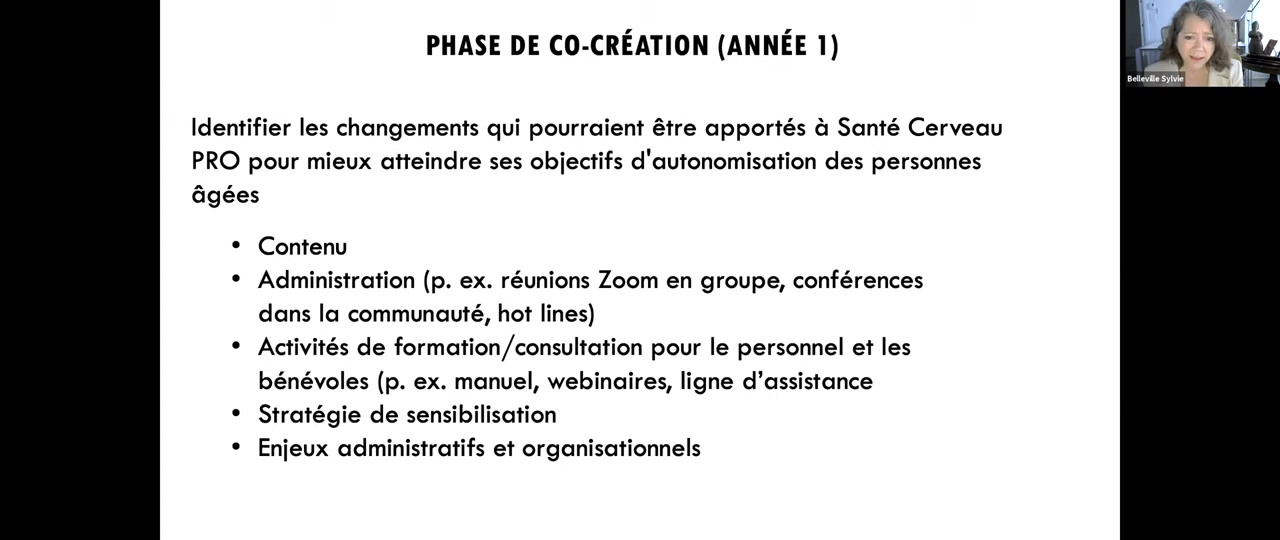 PHASE DE CO-CRÉATION (ANNÉE 1)
Belleville Sylvie
Identifier les changements qui pourraient être apportés à Santé Cerveau
PRO pour mieux atteindre ses objectifs d'autonomisation des personnes
âgées
• Contenu
• Administration (p. ex. réunions Zoom en groupe, conférences
dans la communauté, hot lines)
• Activités de formation/consultation pour le personnel et les
bénévoles (p. ex. manuel, webinaires, ligne d’assistance
• Stratégie de sensibilisation
• Enjeux administratifs et organisationnels